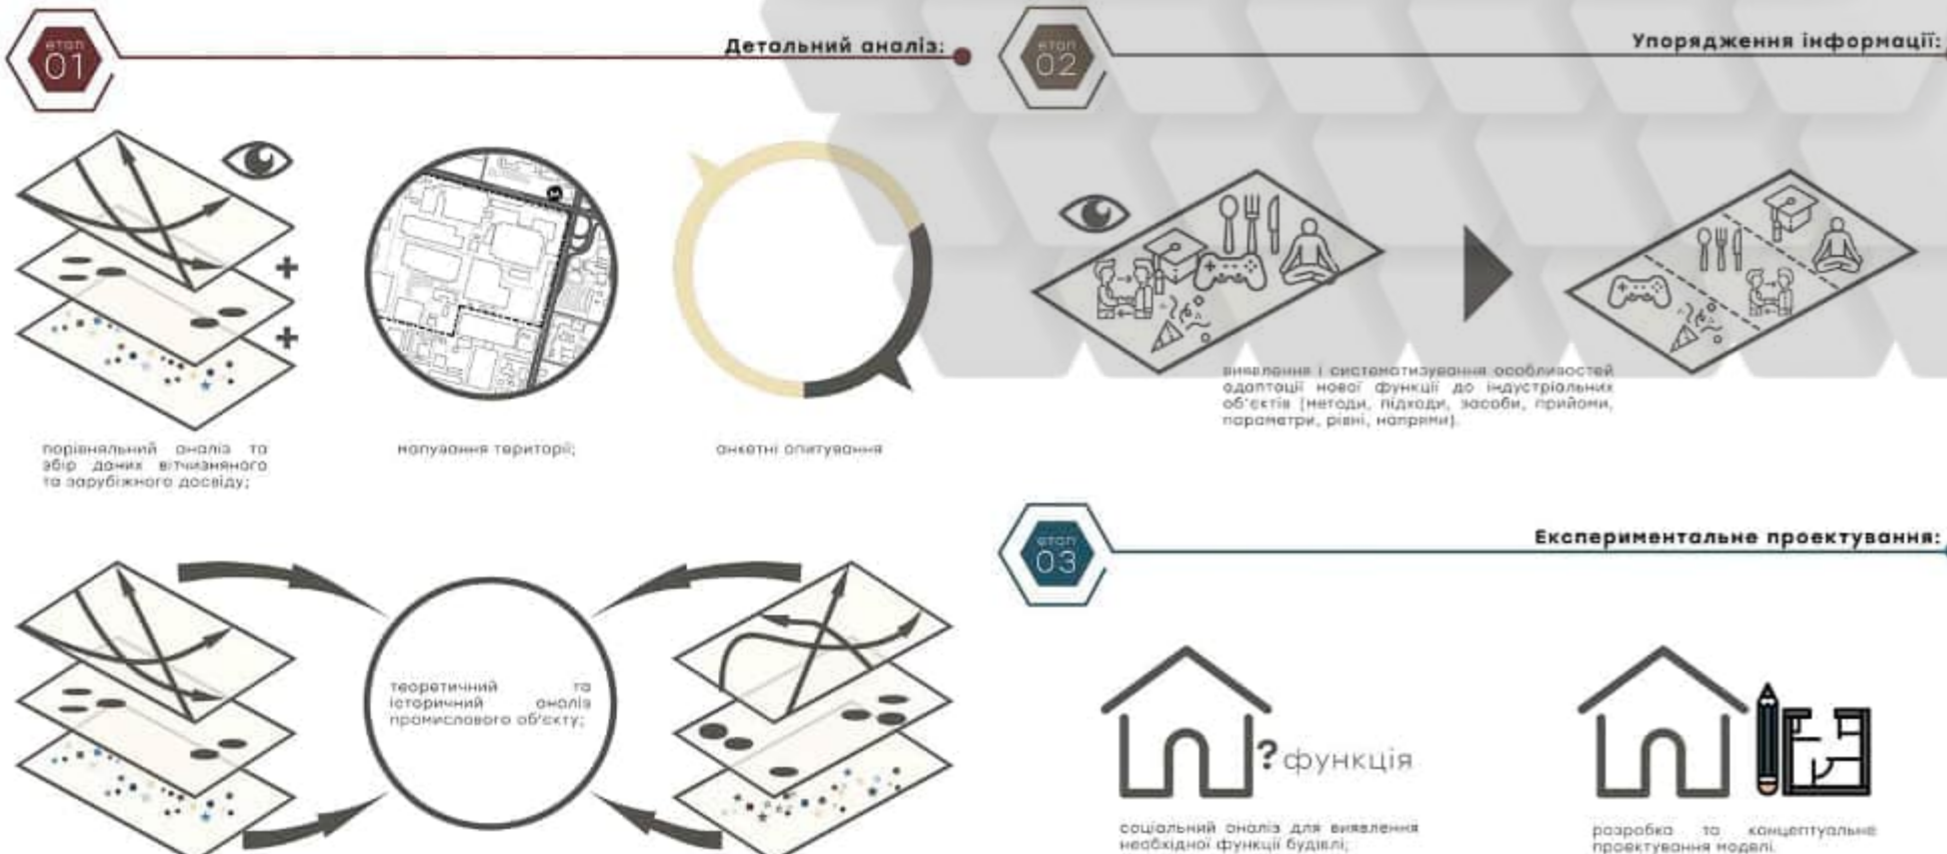 етап
01
Детальний аналіз:
порівняльний аналіз та
збір даних вітчизняного
та зарубіжного досвіду;
мапування території;
M
анкетні опитування
теоретичний та
історичний аналіз
промислового об'єкту;
етап
02
Упорядження інформації:
виявлення і систематизування особливостей
адаптації нової функції до індустріальних
об'єктів (методи, підходи, засоби, прийоми,
параметри, рівні, напрями).
етап
03
Експериментальне проектування:
? функція
соціальний аналіз для виявлення
необхідної функції будівлі;
розробка та концептуальне
проектування моделі.